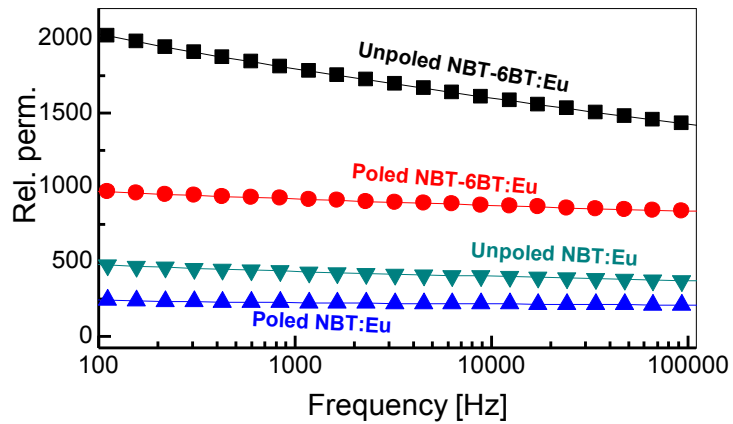 2000
1500
1000
500
0
Rel. perm.
Unpoled NBT-6BT:Eu
Poled NBT-6BT:Eu
Unpoled NBT:Eu
Poled NBT:Eu
100
1000
10000
100000
Frequency [Hz]